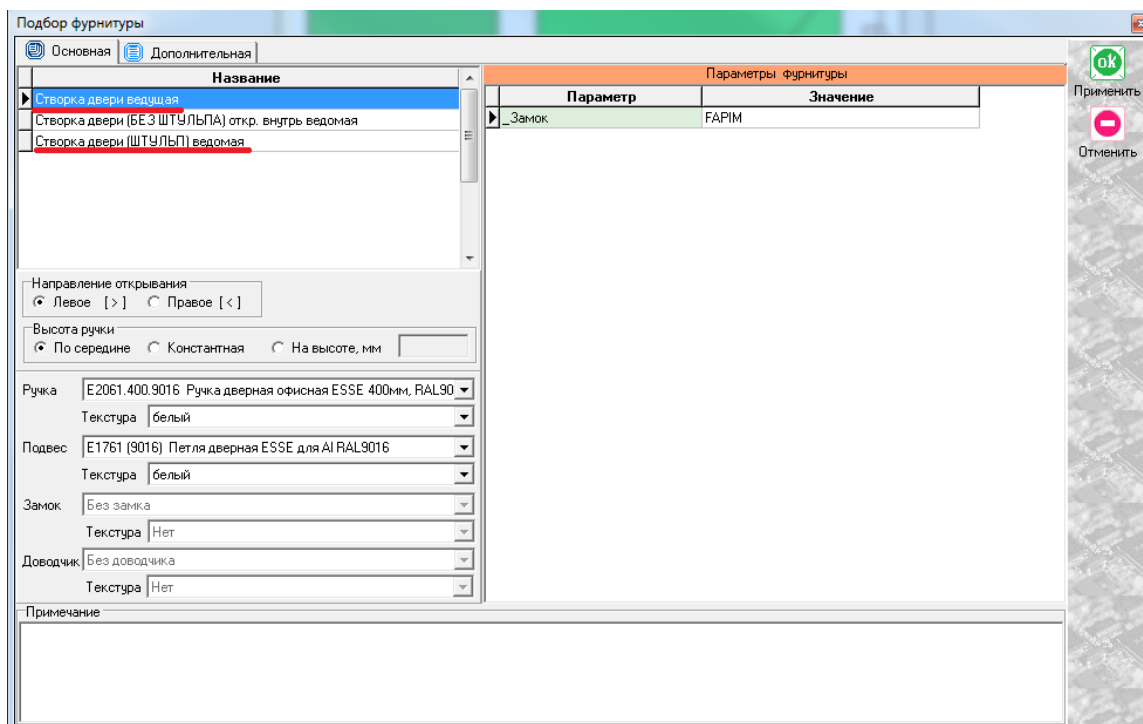 Подбор фурнитуры
Основная Дополнительная
Название
Створка двери ведущая
Створка двери (БЕЗ ШТУЛЬПА) откр. внутрь ведомая
Створка двери (ШТУЛЬП) ведомая
Параметры фурнитуры
Параметр Значение
_Замок FAPIM
ok
Применить
Отменить
Направление открывания
Левое [ > ] Правое [ < ]
Высота ручки
По середине Константная На высоте, мм
Ручка E2061.400.9016 Ручка дверная офисная ESSE 400мм, RAL90
Текстура белый
Подвес E1761 (9016) Петля дверная ESSE для Al RAL9016
Текстура белый
Замок Без замка
Текстура Нет
Доводчик Без доводчика
Текстура Нет
Примечание